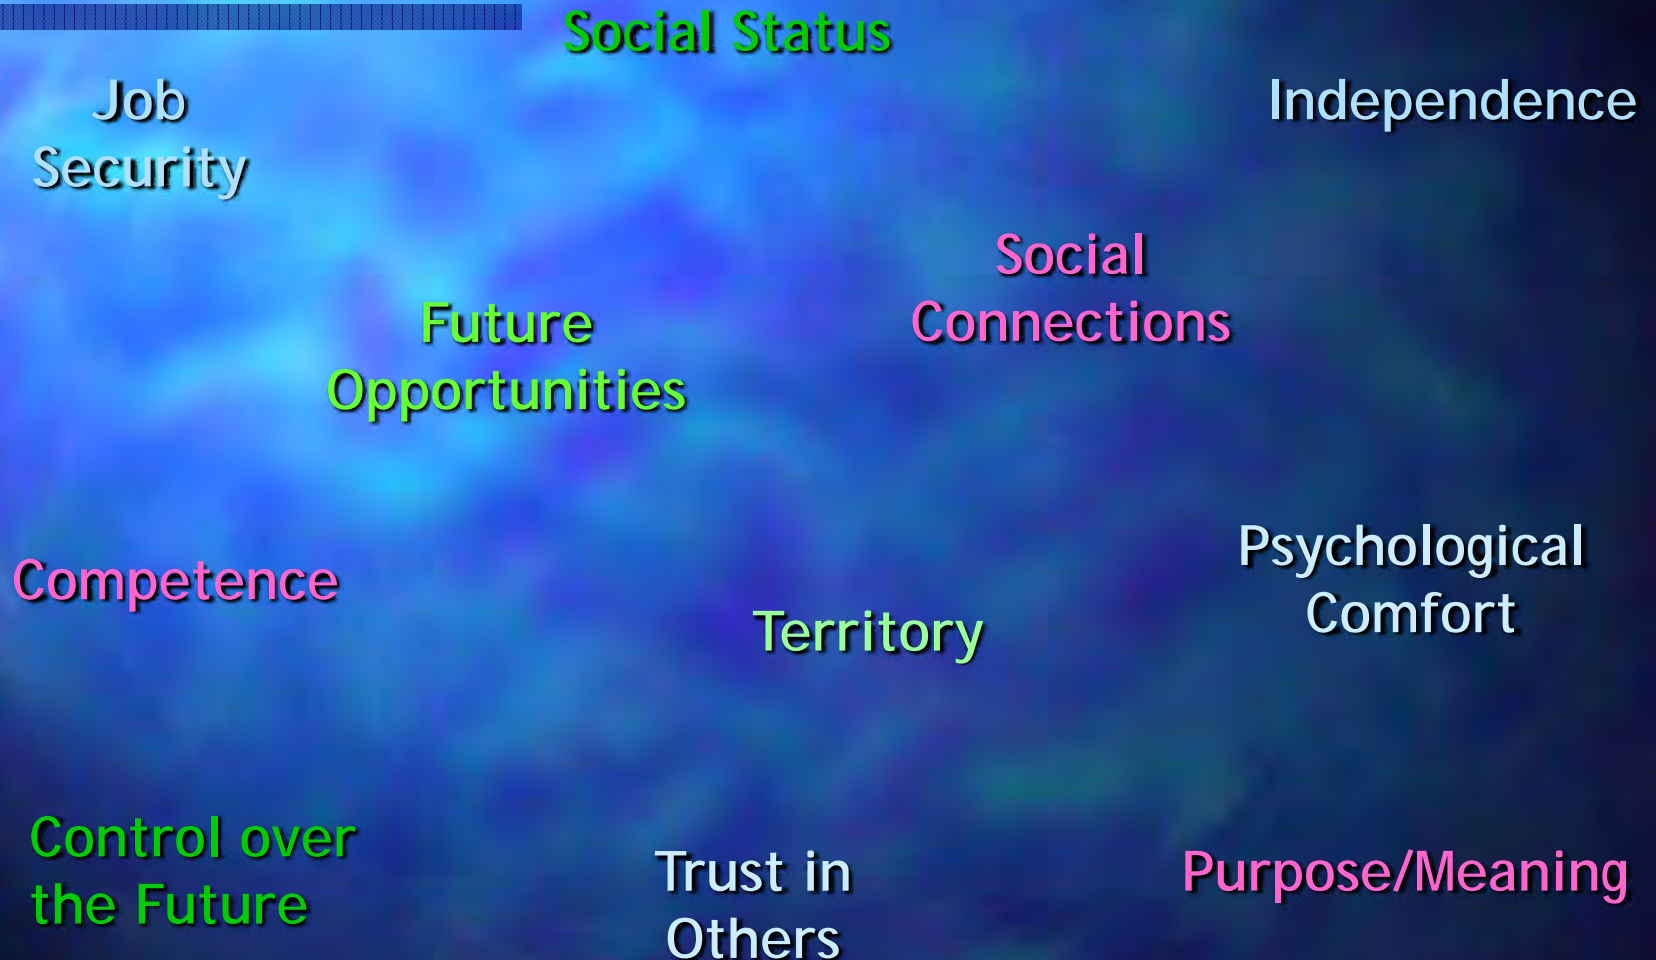 Social Status
Job
Security
Independence
Social
Connections
Future
Opportunities
Competence
Psychological
Comfort
Territory
Control over
the Future
Trust in
Others
Purpose/Meaning